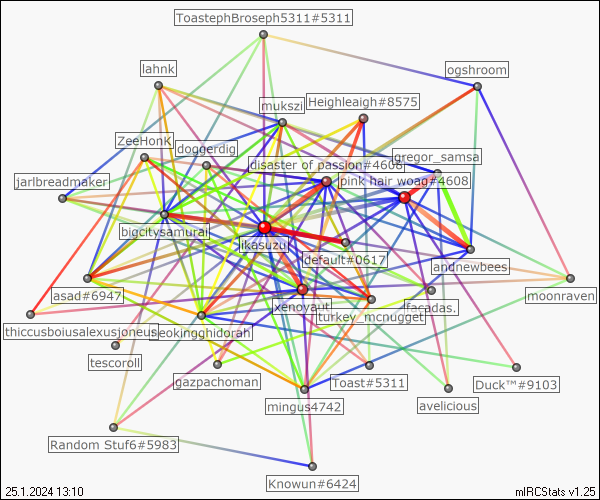 ToastephBroseph5311#5311
lahnk
ogshroom
mukszi
Heighleaigh#8575
ZeeHonK
doggerdig
gregor_samsa
disaster of passion#4608
pink hair woag#4608
jarlbreadmaker
bigcitysamurai
ikasuzuk
default#0617
andnewbees
asad#6947
xenoyaut
facadas.
moonraven
turkey_mcnugget
thiccusboiusalexusjoneus
seokingghidorah
tescoroll
gazpachoman
Toast#5311
Duck™#9103
mingus4742
avelicious
Random Stuf6#5983
Knowun#6424
25.1.2024 13:10
mIRCStats v1.25